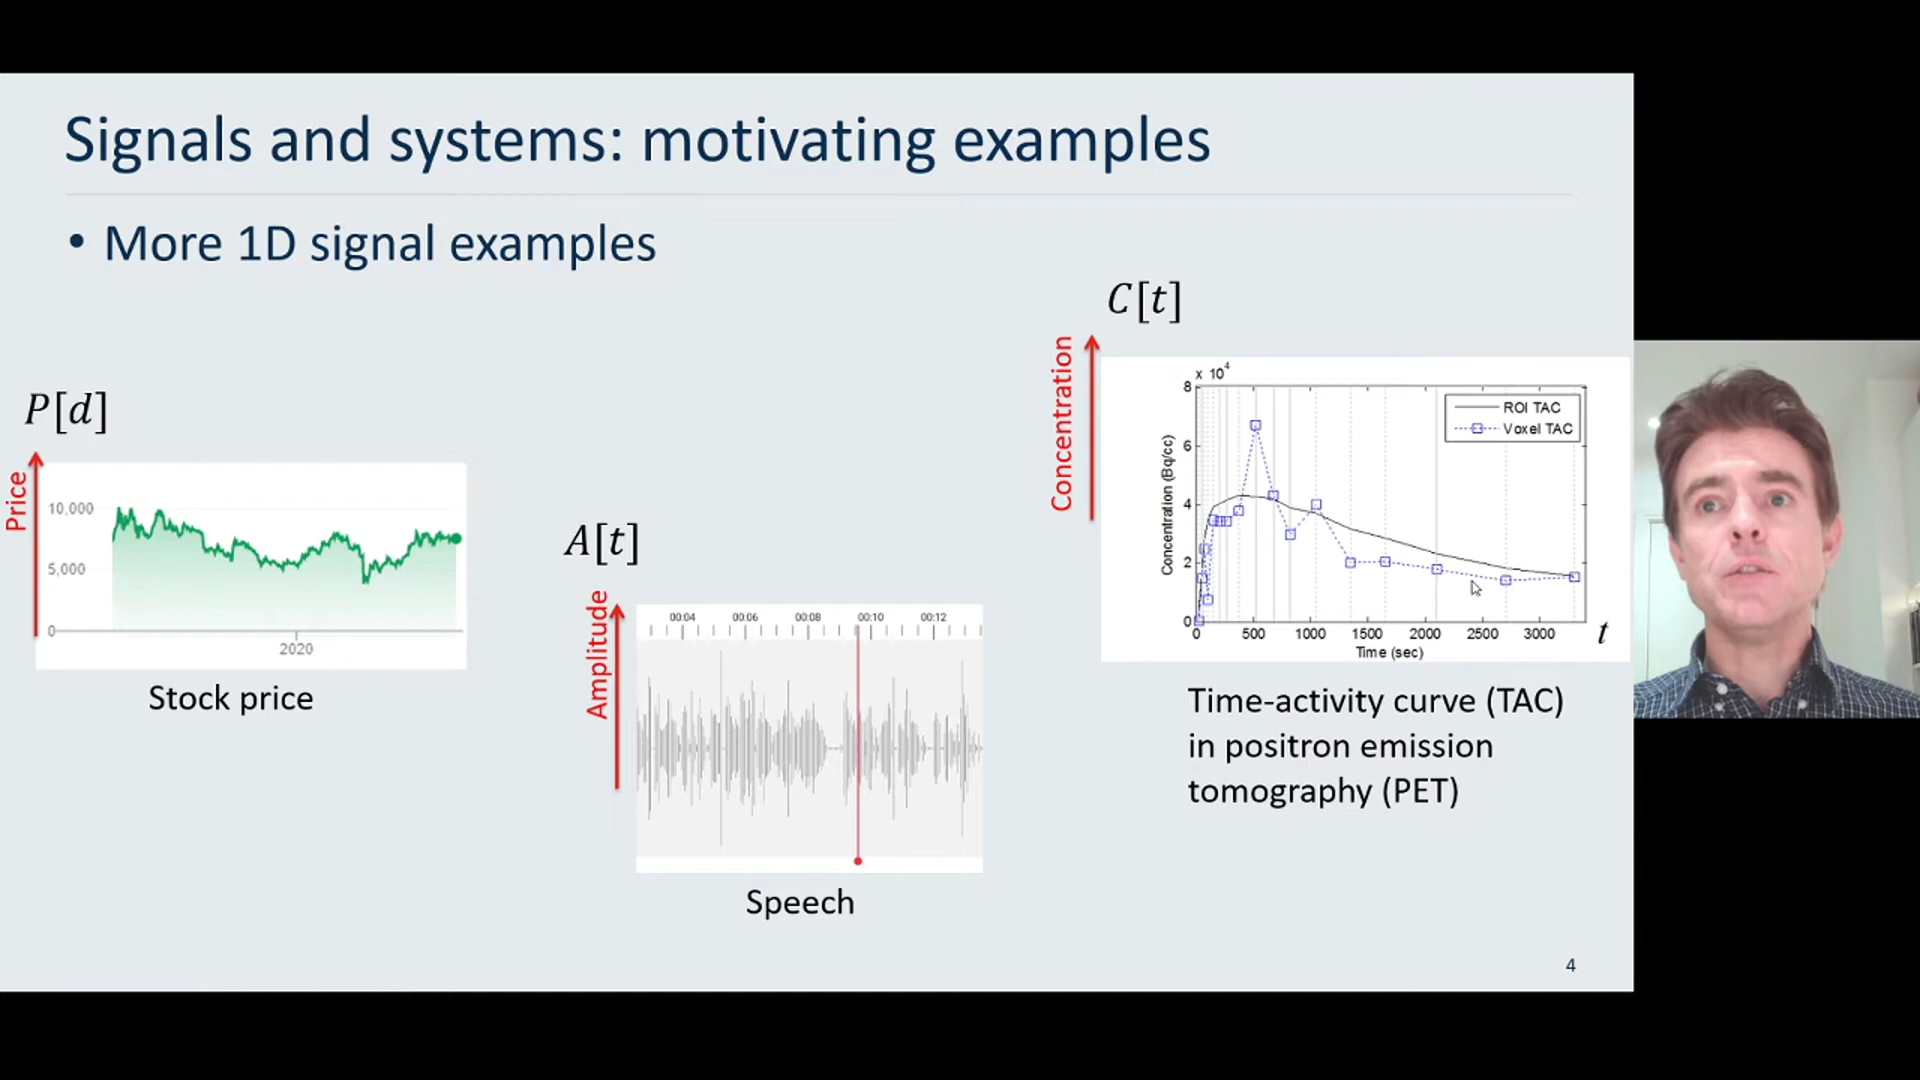 Signals and systems: motivating examples
• More 1D signal examples
P[d]
Price
10,000
5,000
0
2020
Stock price
A[t]
Amplitude
00:04 00:06 00:08 00:10 00:12
Speech
C[t]
Concentration
x 10^4
8
6
4
2
0
Concentration (Bq/cc)
ROI TAC
Voxel TAC
0 500 1000 1500 2000 2500 3000
t
Time (sec)
Time-activity curve (TAC)
in positron emission
tomography (PET)
4